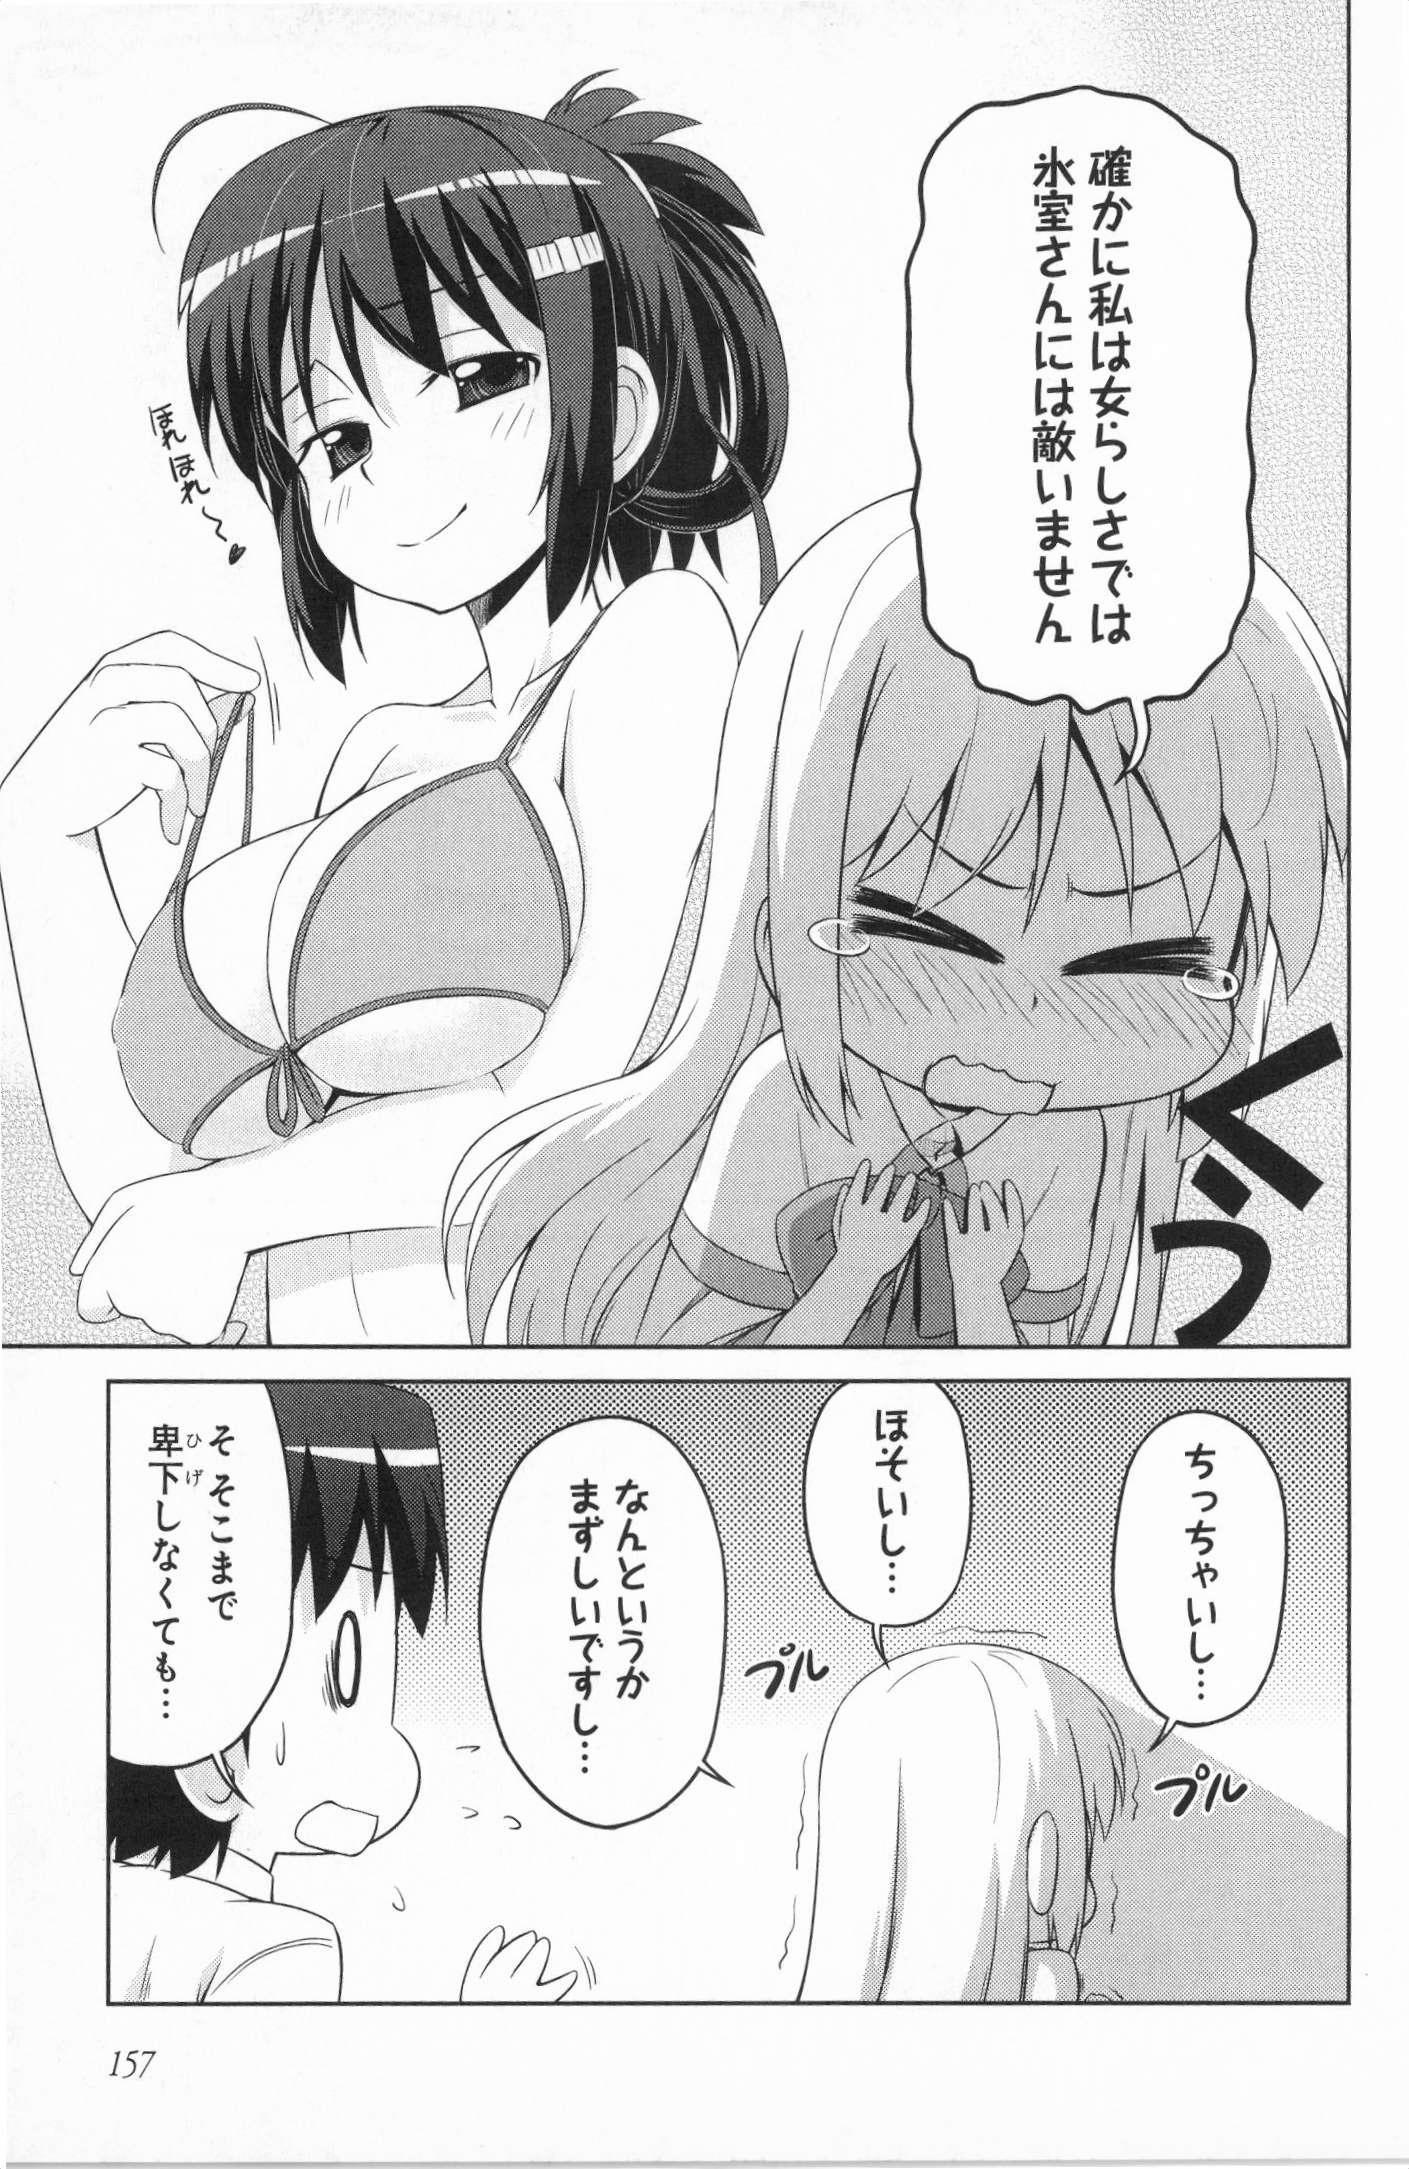 確かに私は女らしさでは
氷室さんには敵いません
ほれ
ほれ〜♥
くうっ
ちっちゃいし…
ほそいし…
プル
プル
なんというか
まずしいですし…
そ そこまで
卑下しなくても…
ひげ
157